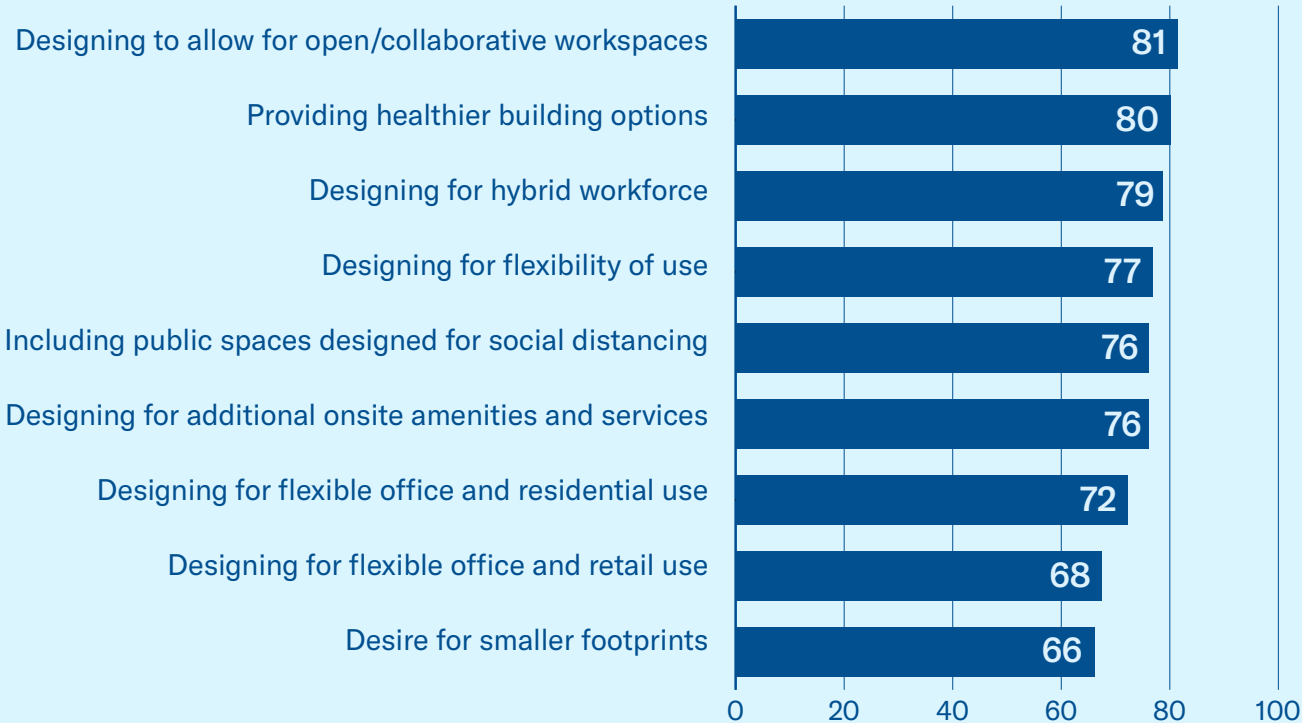 Designing to allow for open/collaborative workspaces 81
Providing healthier building options 80
Designing for hybrid workforce 79
Designing for flexibility of use 77
Including public spaces designed for social distancing 76
Designing for additional onsite amenities and services 76
Designing for flexible office and residential use 72
Designing for flexible office and retail use 68
Desire for smaller footprints 66
0 20 40 60 80 100